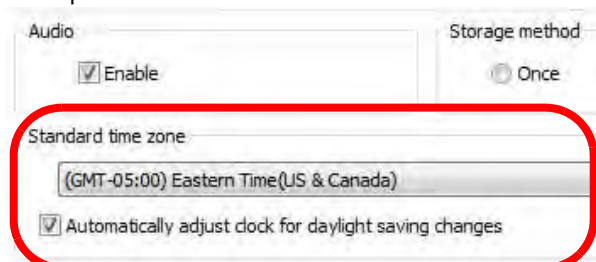 Audio
Storage method
Enable
Once
Standard time zone
(GMT-05:00) Eastern Time(US & Canada)
Automatically adjust clock for daylight saving changes